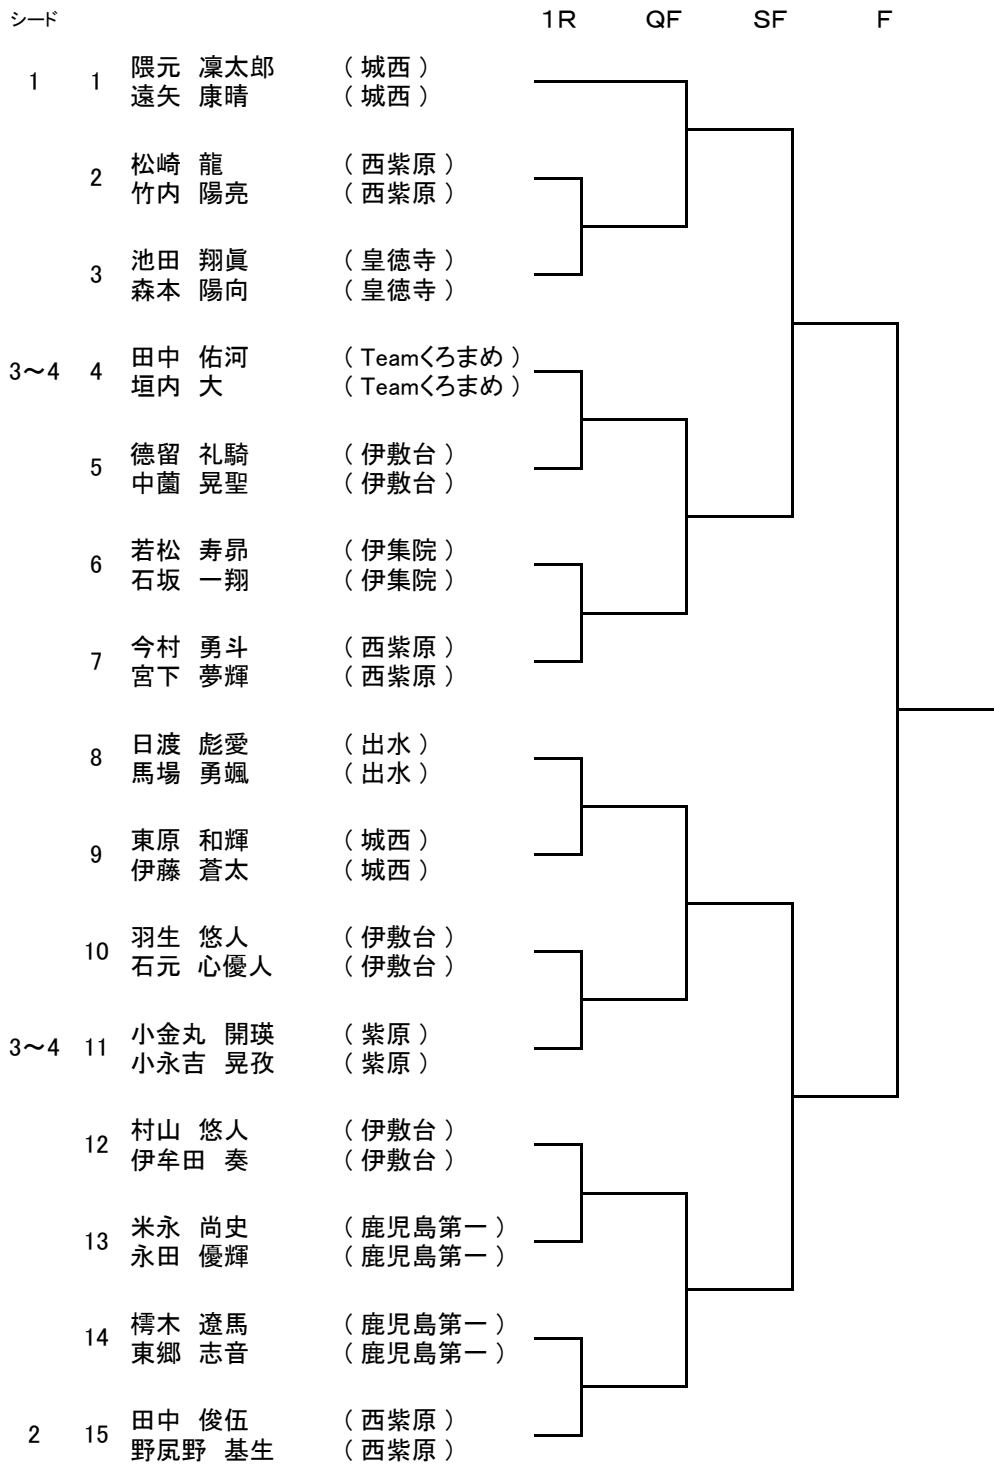 シード 1R QF SF F
隈元 凜太郎 ( 城西 )
1 1
遠矢 康晴 ( 城西 )
松崎 龍 ( 西紫原 )
2
竹内 陽亮 ( 西紫原 )
池田 翔眞 ( 皇徳寺 )
3
森本 陽向 ( 皇徳寺 )
田中 佑河 ( Teamくろまめ )
3～4 4
垣内 大 ( Teamくろまめ )
德留 礼騎 ( 伊敷台 )
5
中薗 晃聖 ( 伊敷台 )
若松 寿昴 ( 伊集院 )
6
石坂 一翔 ( 伊集院 )
今村 勇斗 ( 西紫原 )
7
宮下 夢輝 ( 西紫原 )
日渡 彪愛 ( 出水 )
8
馬場 勇颯 ( 出水 )
東原 和輝 ( 城西 )
9
伊藤 蒼太 ( 城西 )
羽生 悠人 ( 伊敷台 )
10
石元 心優人 ( 伊敷台 )
小金丸 開瑛 ( 紫原 )
3～4 11
小永吉 晃孜 ( 紫原 )
村山 悠人 ( 伊敷台 )
12
伊牟田 奏 ( 伊敷台 )
米永 尚史 ( 鹿児島第一 )
13
永田 優輝 ( 鹿児島第一 )
樗木 遼馬 ( 鹿児島第一 )
14
東郷 志音 ( 鹿児島第一 )
田中 俊伍 ( 西紫原 )
2 15
野凮野 基生 ( 西紫原 )